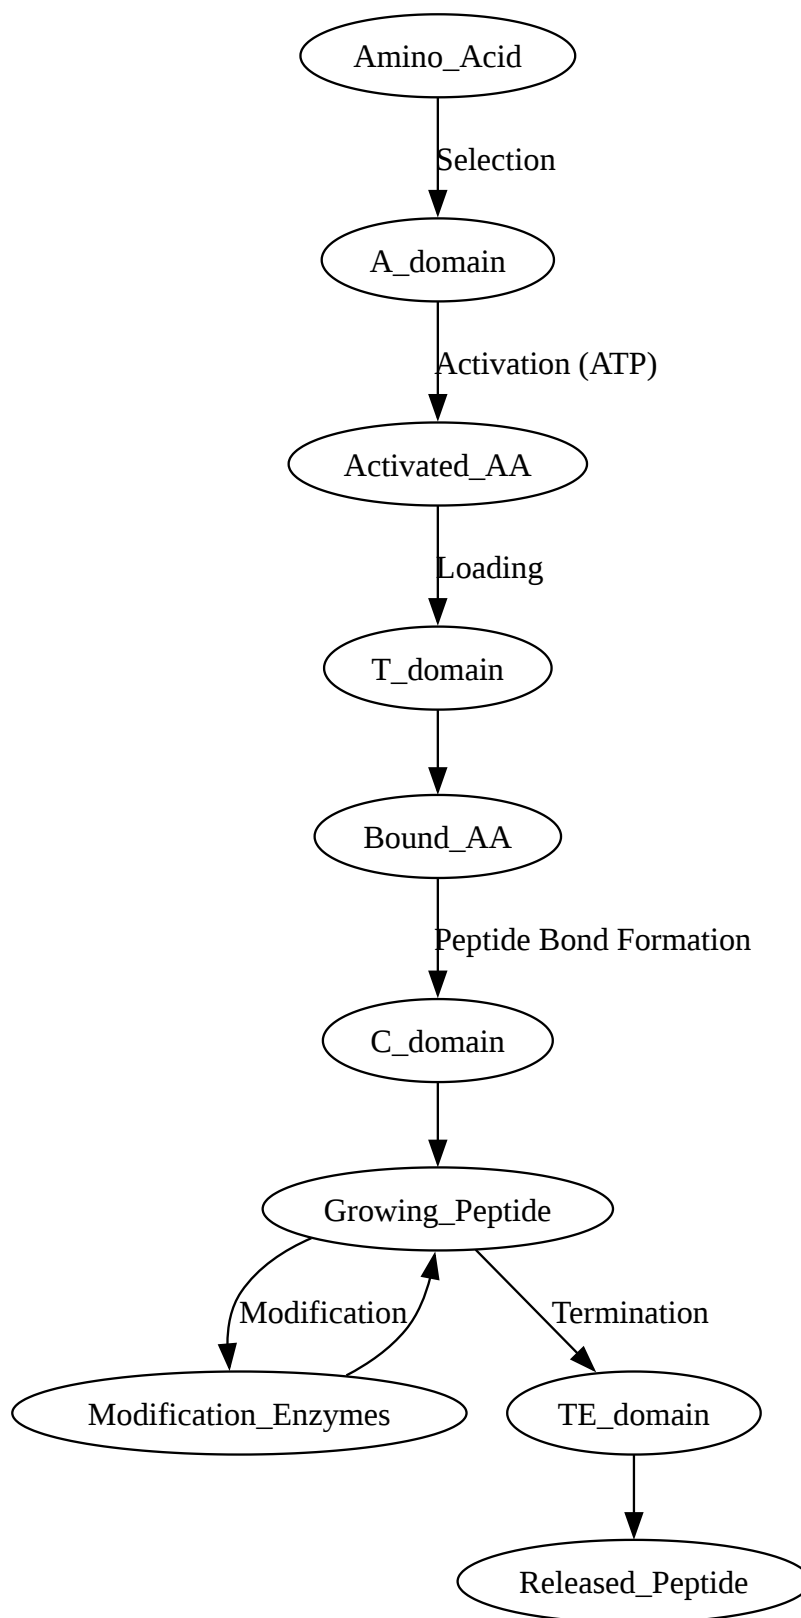 Amino_Acid
Selection
A_domain
Activation (ATP)
Activated_AA
Loading
T_domain
Bound_AA
Peptide Bond Formation
C_domain
Growing_Peptide
Modification
Termination
Modification_Enzymes
TE_domain
Released_Peptide